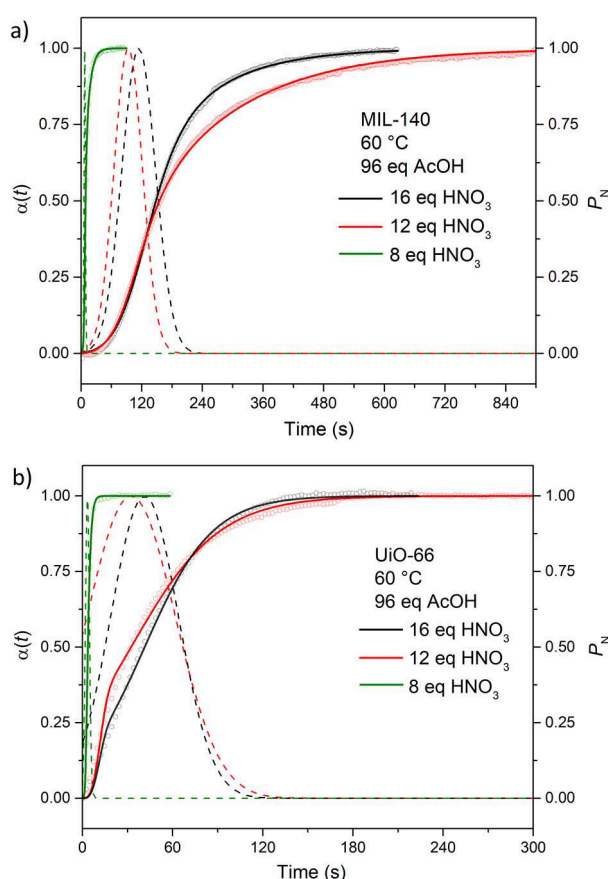 a)
1.00
0.75
0.50
0.25
0.00
α(t)
1.00
0.75
0.50
0.25
0.00
P_N
MIL-140
60 °C
96 eq AcOH
16 eq HNO₃
12 eq HNO₃
8 eq HNO₃
0 120 240 360 480 600 720 840
Time (s)
b)
1.00
0.75
0.50
0.25
0.00
α(t)
1.00
0.75
0.50
0.25
0.00
P_N
UiO-66
60 °C
96 eq AcOH
16 eq HNO₃
12 eq HNO₃
8 eq HNO₃
0 60 120 180 240 300
Time (s)